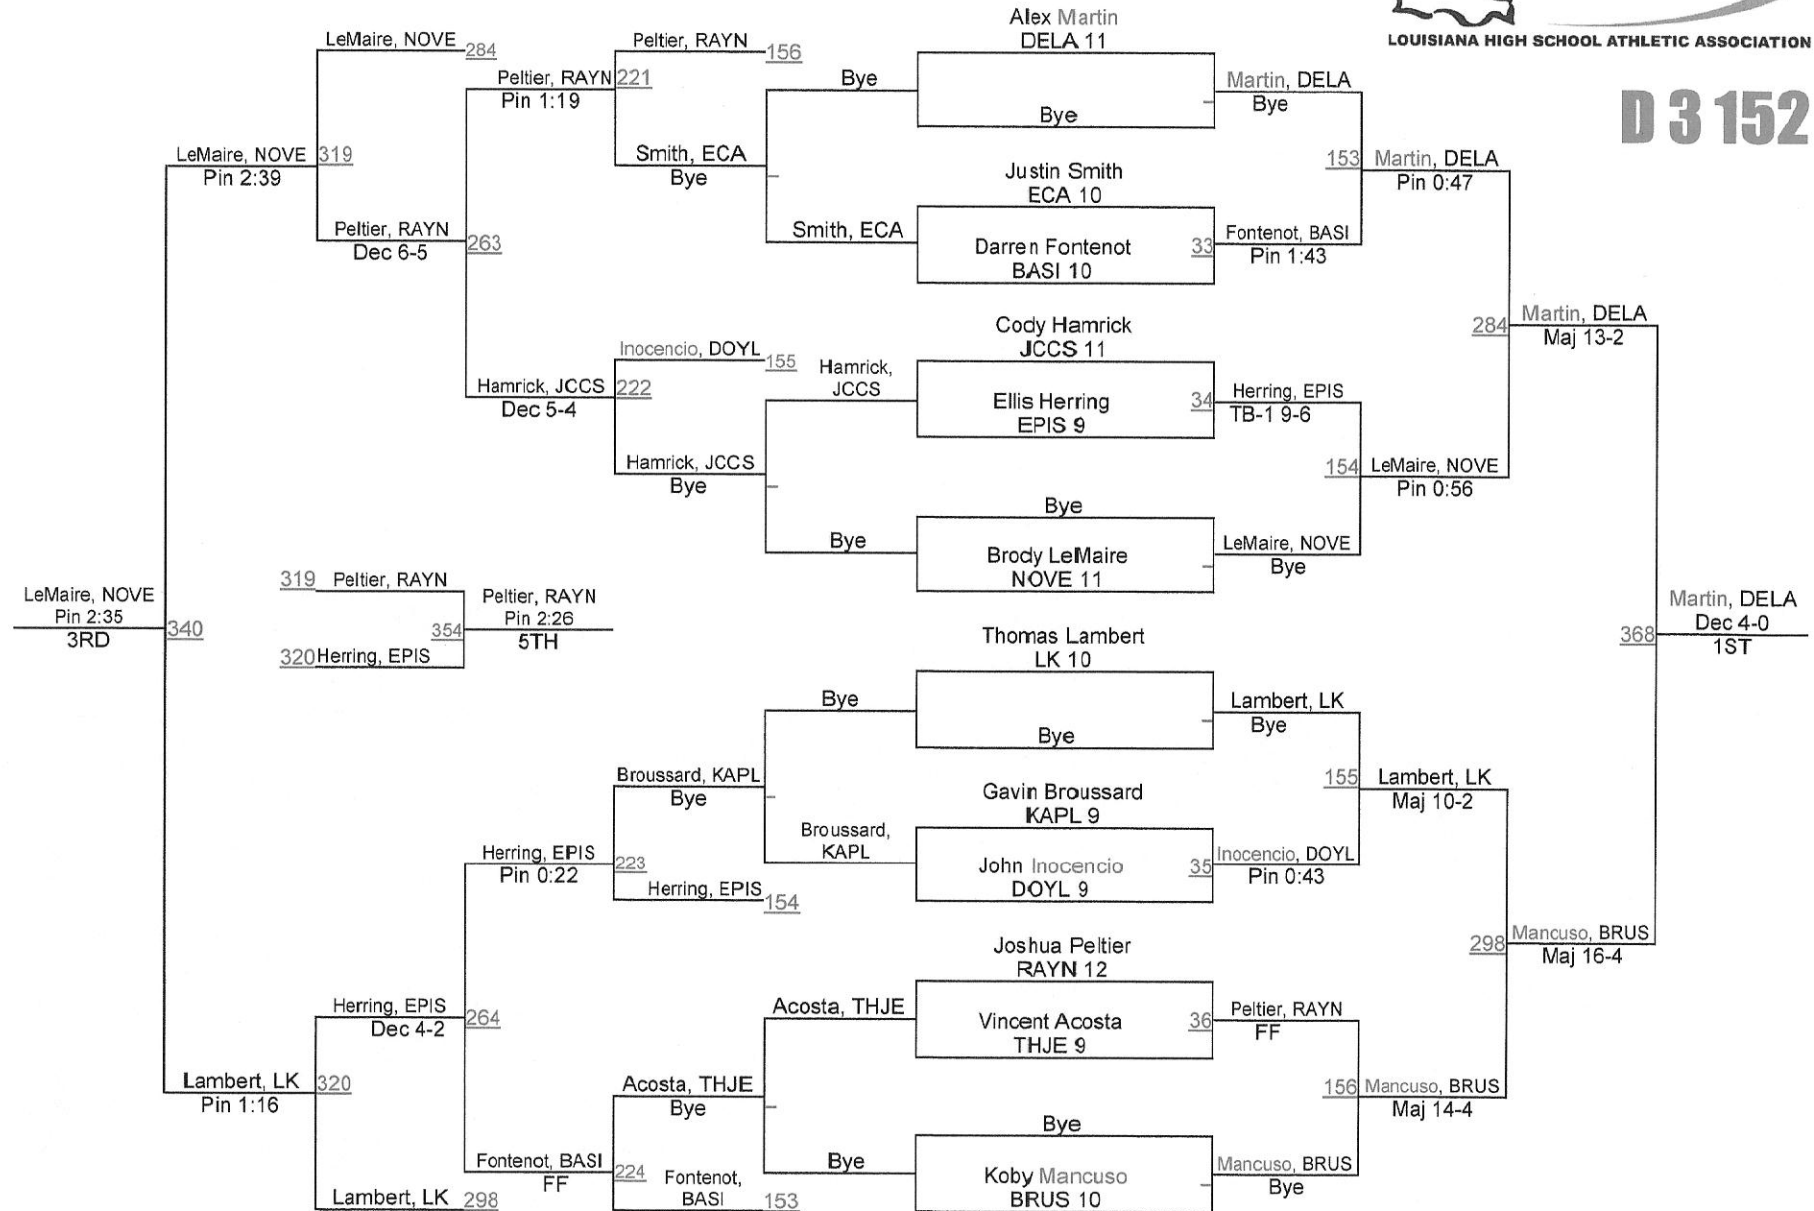 LOUISIANA HIGH SCHOOL ATHLETIC ASSOCIATION
D 3 152
LeMaire, NOVE 284
Peltier, RAYN 221
Pin 1:19
LeMaire, NOVE 319
Pin 2:39
Peltier, RAYN 263
Dec 6-5
Hamrick, JCCS 222
Dec 5-4
Peltier, RAYN 156
Smith, ECA
Bye
Inocencio, DOYL 155
Hamrick, JCCS
Bye
Bye
Smith, ECA
Hamrick,
JCCS
Bye
Alex Martin
DELA 11
Bye
Justin Smith
ECA 10
Darren Fontenot 33
BASI 10
Cody Hamrick
JCCS 11
Ellis Herring 34
EPIS 9
Bye
Brody LeMaire
NOVE 11
Martin, DELA
Bye
Fontenot, BASI
Pin 1:43
Herring, EPIS
TB-1 9-6
LeMaire, NOVE
Bye
153 Martin, DELA
Pin 0:47
154 LeMaire, NOVE
Pin 0:56
284 Martin, DELA
Maj 13-2
LeMaire, NOVE
Pin 2:35
3RD
340
319 Peltier, RAYN
320 Herring, EPIS
354
Peltier, RAYN
Pin 2:26
5TH
368
Martin, DELA
Dec 4-0
1ST
Broussard, KAPL
Bye
Herring, EPIS 223
Pin 0:22
Herring, EPIS 154
Herring, EPIS 264
Dec 4-2
Lambert, LK 320
Pin 1:16
Fontenot, BASI 224
FF
Lambert, LK 298
Acosta, THJE
Bye
Fontenot,
BASI 153
Bye
Broussard,
KAPL
Acosta, THJE
Bye
Thomas Lambert
LK 10
Bye
Gavin Broussard
KAPL 9
John Inocencio 35
DOYL 9
Joshua Peltier
RAYN 12
Vincent Acosta 36
THJE 9
Bye
Koby Mancuso
BRUS 10
Lambert, LK
Bye
Inocencio, DOYL
Pin 0:43
Peltier, RAYN
FF
Mancuso, BRUS
Bye
155 Lambert, LK
Maj 10-2
156 Mancuso, BRUS
Maj 14-4
298 Mancuso, BRUS
Maj 16-4